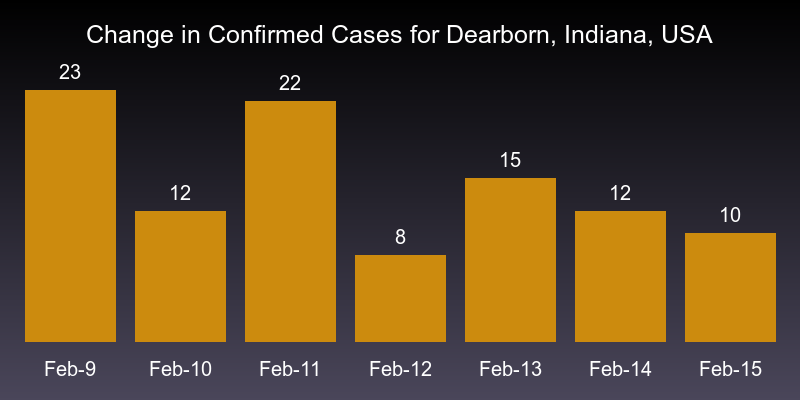 Change in Confirmed Cases for Dearborn, Indiana, USA
23
12
22
8
15
12
10
Feb-9
Feb-10
Feb-11
Feb-12
Feb-13
Feb-14
Feb-15